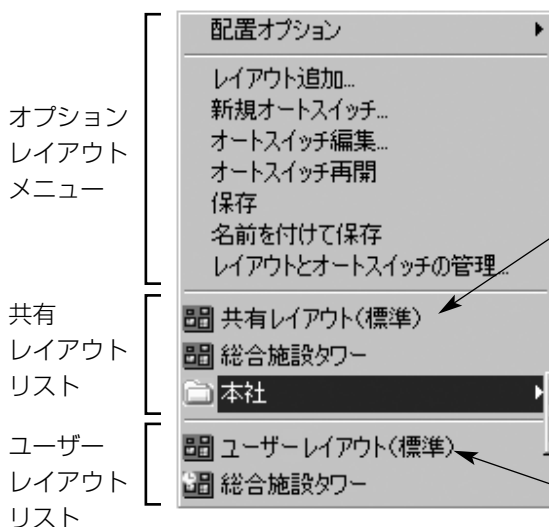 オプション
レイアウト
メニュー
配置オプション
レイアウト追加...
新規オートスイッチ...
オートスイッチ編集...
オートスイッチ再開
保存
名前を付けて保存
レイアウトとオートスイッチの管理...
共有
レイアウト
リスト
共有レイアウト(標準)
総合施設タワー
本社
ユーザー
レイアウト
リスト
ユーザーレイアウト(標準)
総合施設タワー